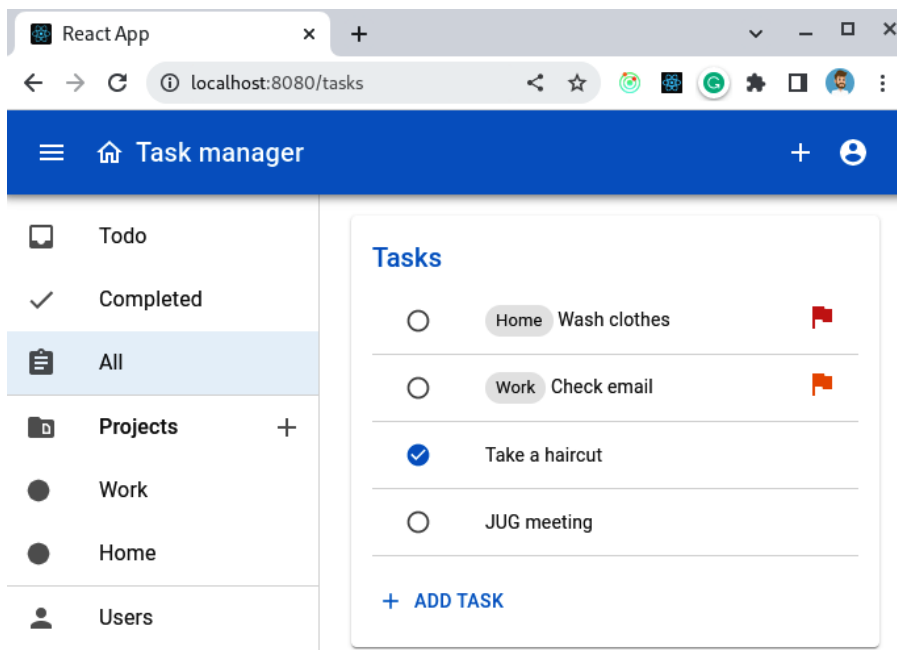 React App
localhost:8080/tasks
Task manager
Todo
Completed
All
Projects
Work
Home
Users
Tasks
Home Wash clothes
Work Check email
Take a haircut
JUG meeting
ADD TASK